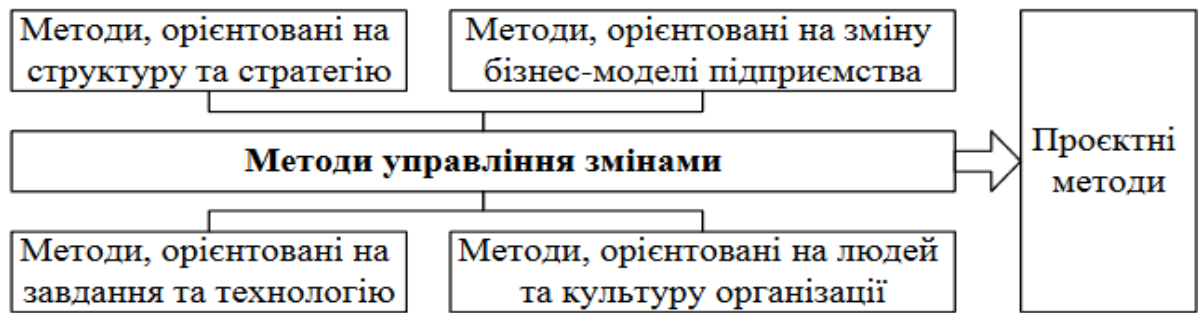 Методи, орієнтовані на
структуру та стратегію
Методи, орієнтовані на зміну
бізнес-моделі підприємства
Методи управління змінами
Проєктні
методи
Методи, орієнтовані на
завдання та технологію
Методи, орієнтовані на людей
та культуру організації